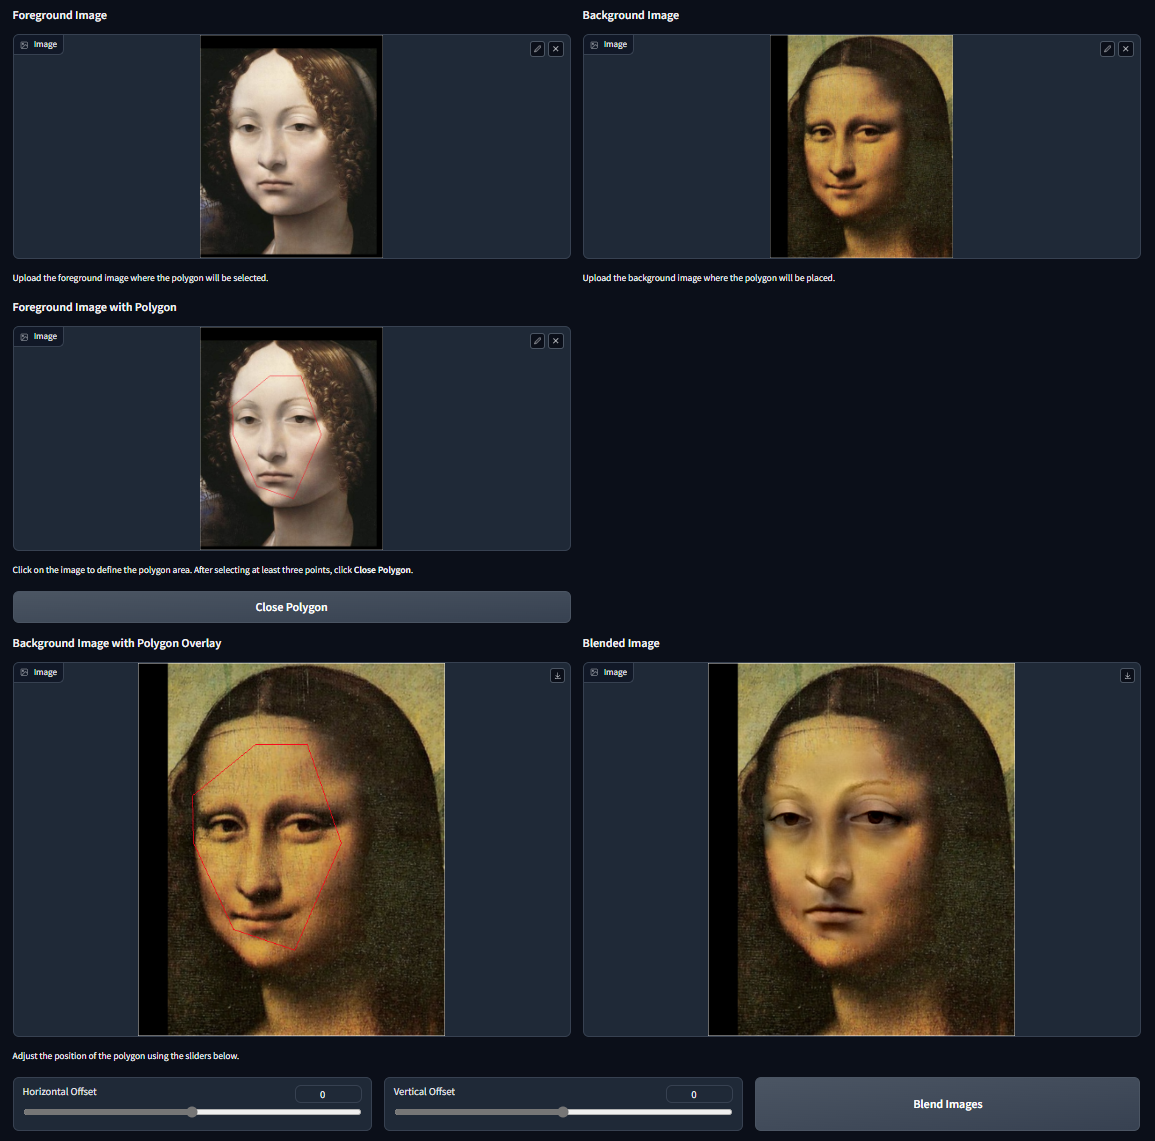 Foreground Image
Background Image
Image
Image
Upload the foreground image where the polygon will be selected.
Upload the background image where the polygon will be placed.
Foreground Image with Polygon
Image
Click on the image to define the polygon area. After selecting at least three points, click Close Polygon.
Close Polygon
Background Image with Polygon Overlay
Blended Image
Image
Image
Adjust the position of the polygon using the sliders below.
Horizontal Offset
0
Vertical Offset
0
Blend Images